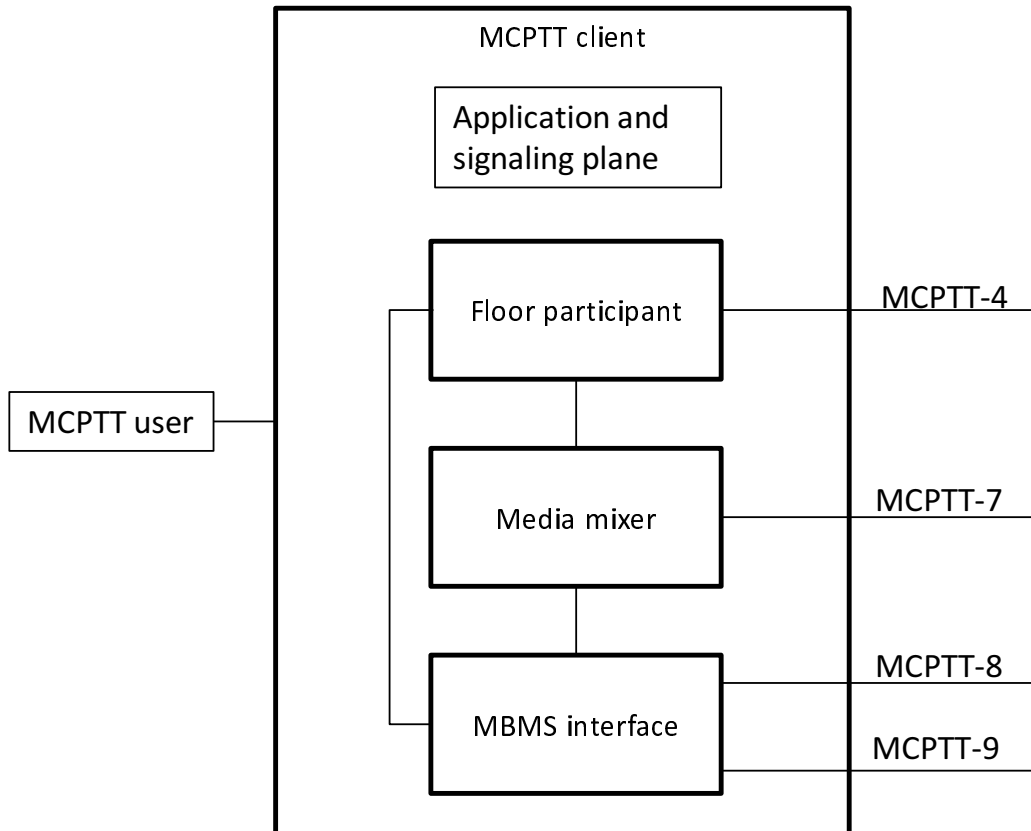 MCPTT client
Application and
signaling plane
Floor participant
MCPTT-4
MCPTT user
Media mixer
MCPTT-7
MBMS interface
MCPTT-8
MCPTT-9